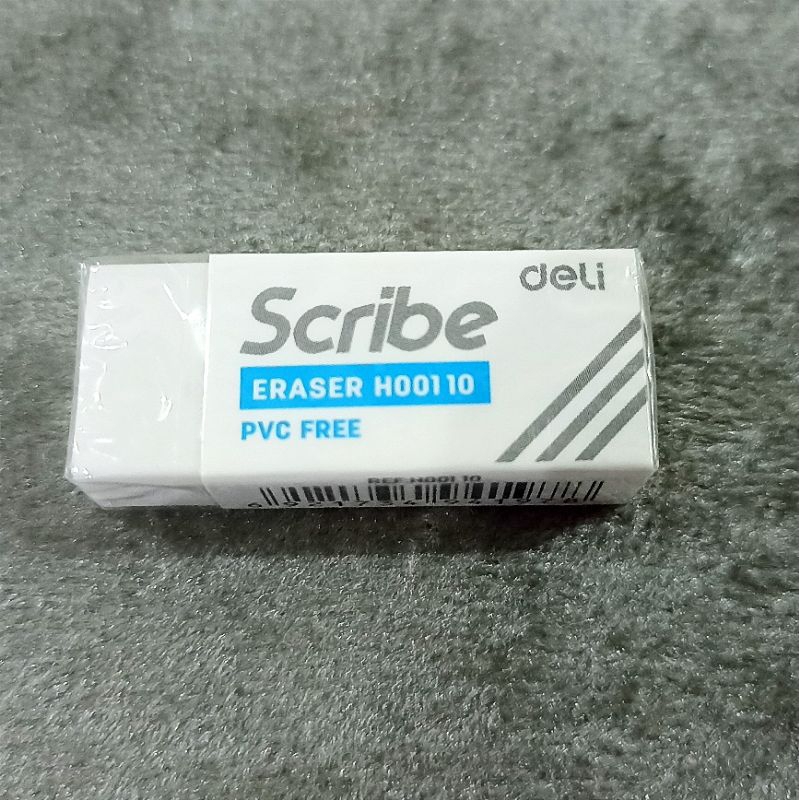 deli
Scribe
ERASER H00110
PVC FREE
REF H00110